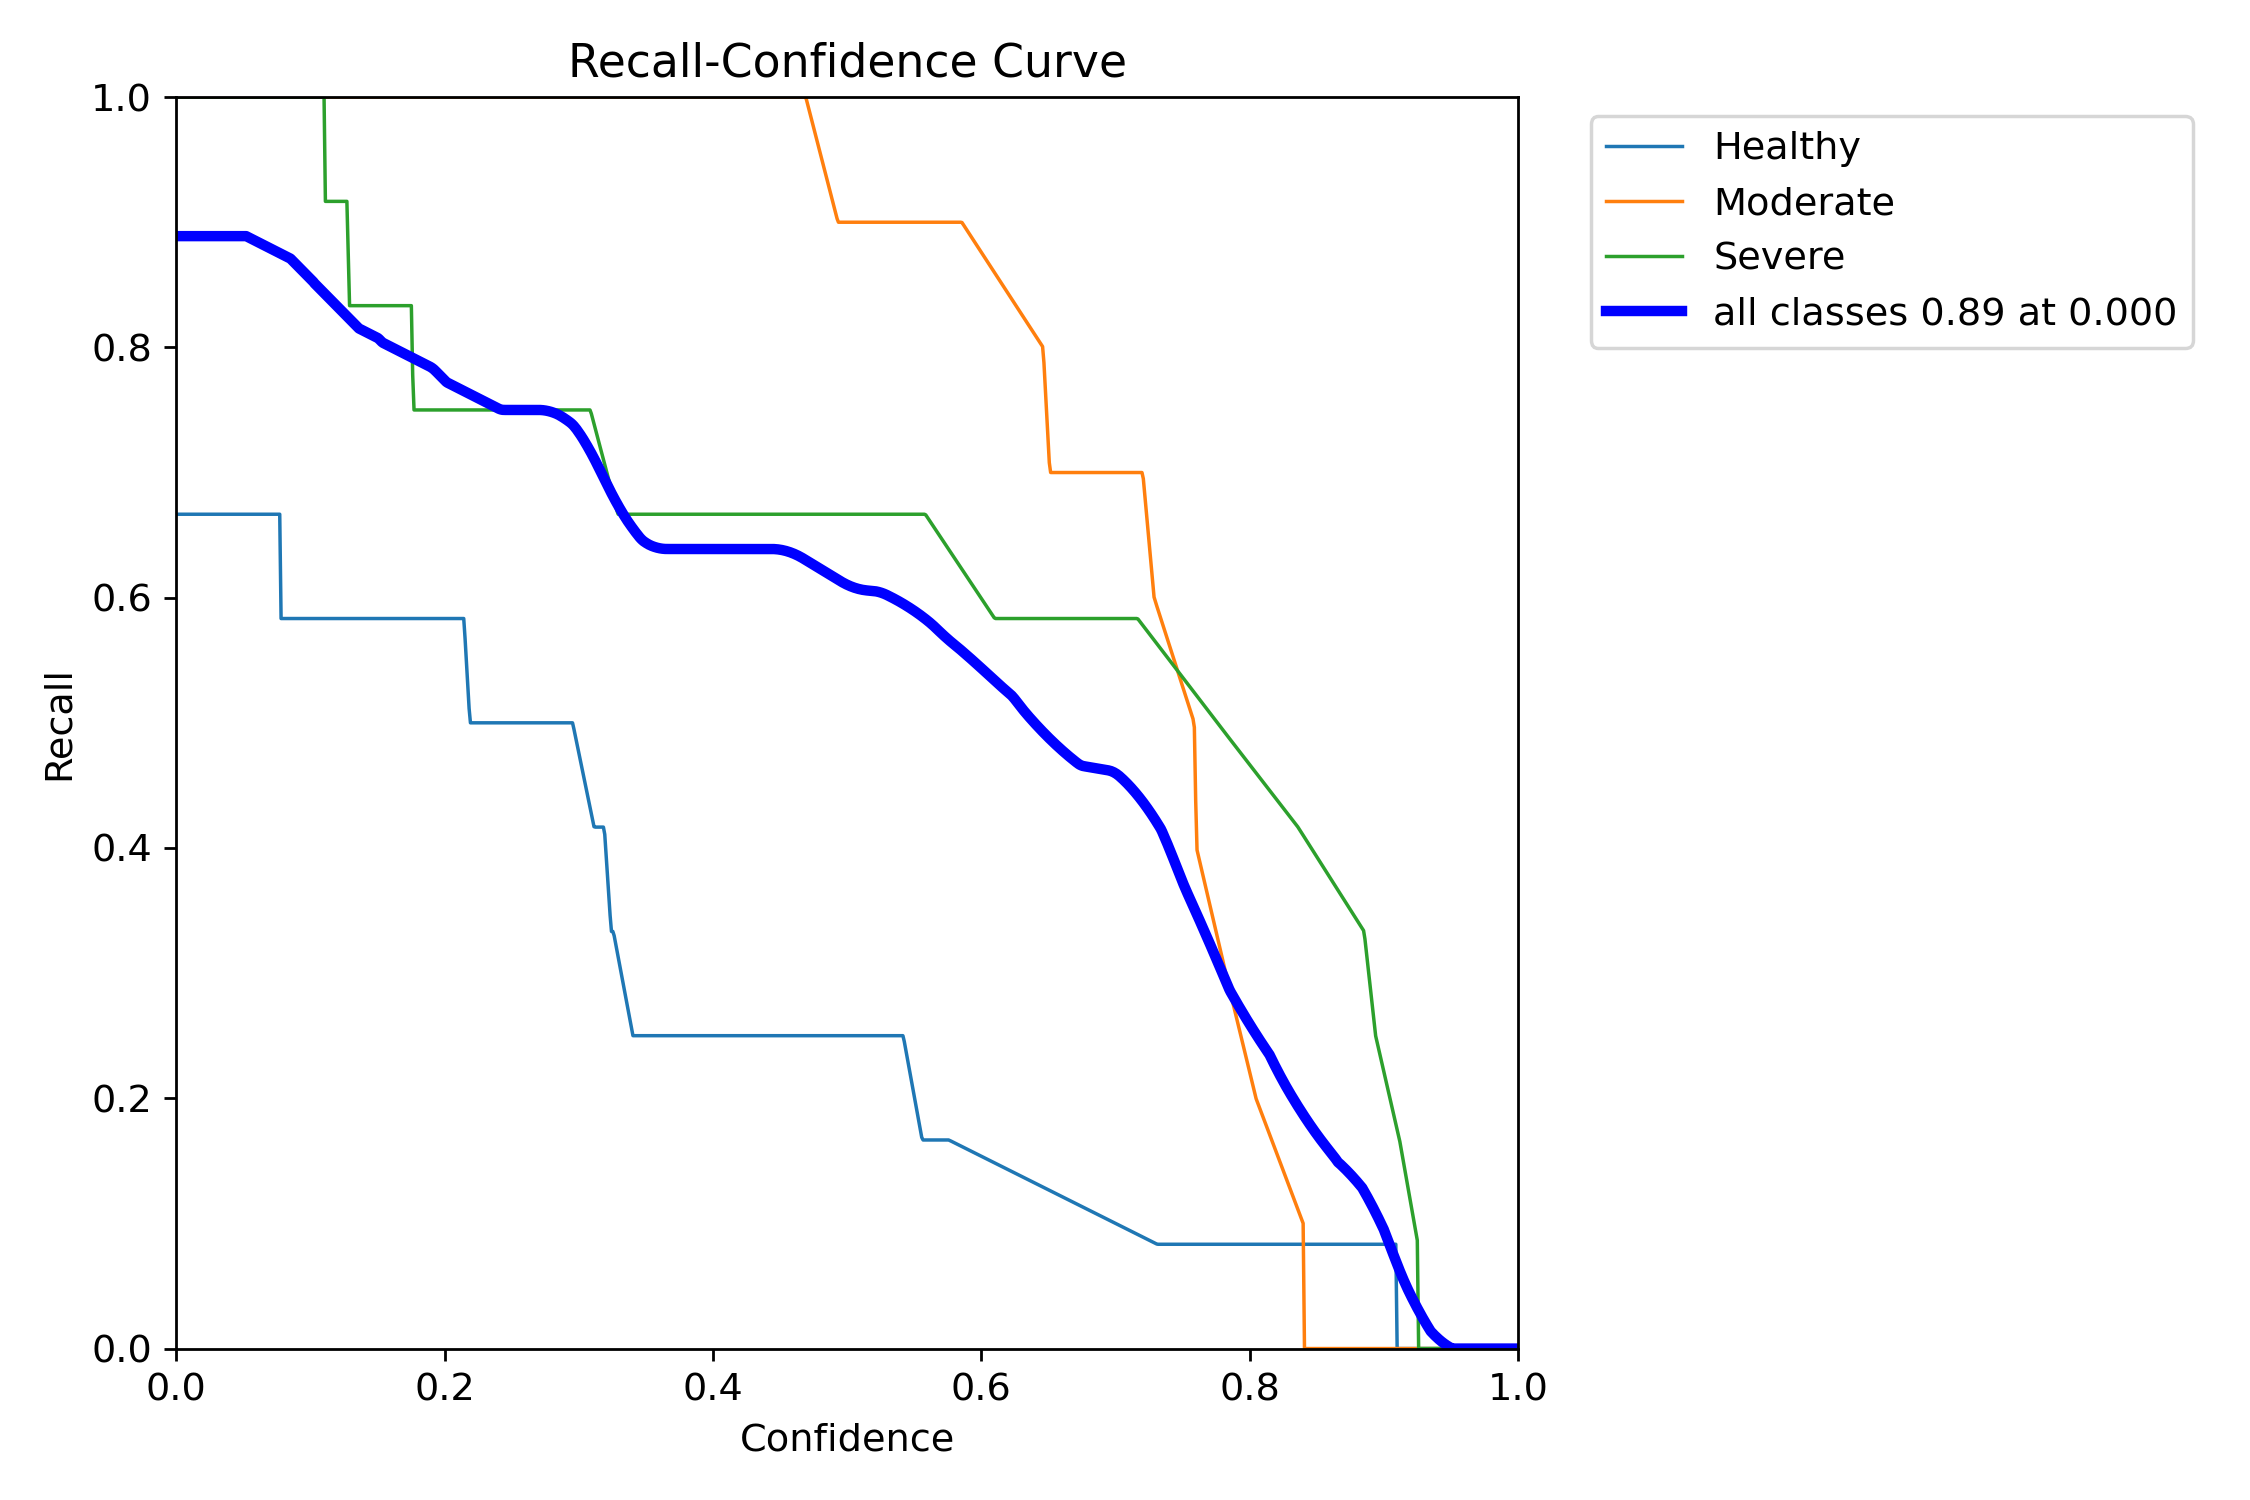 Recall-Confidence Curve
1.0
0.8
0.6
0.4
0.2
0.0
Recall
0.0 0.2 0.4 0.6 0.8 1.0
Confidence
Healthy
Moderate
Severe
all classes 0.89 at 0.000